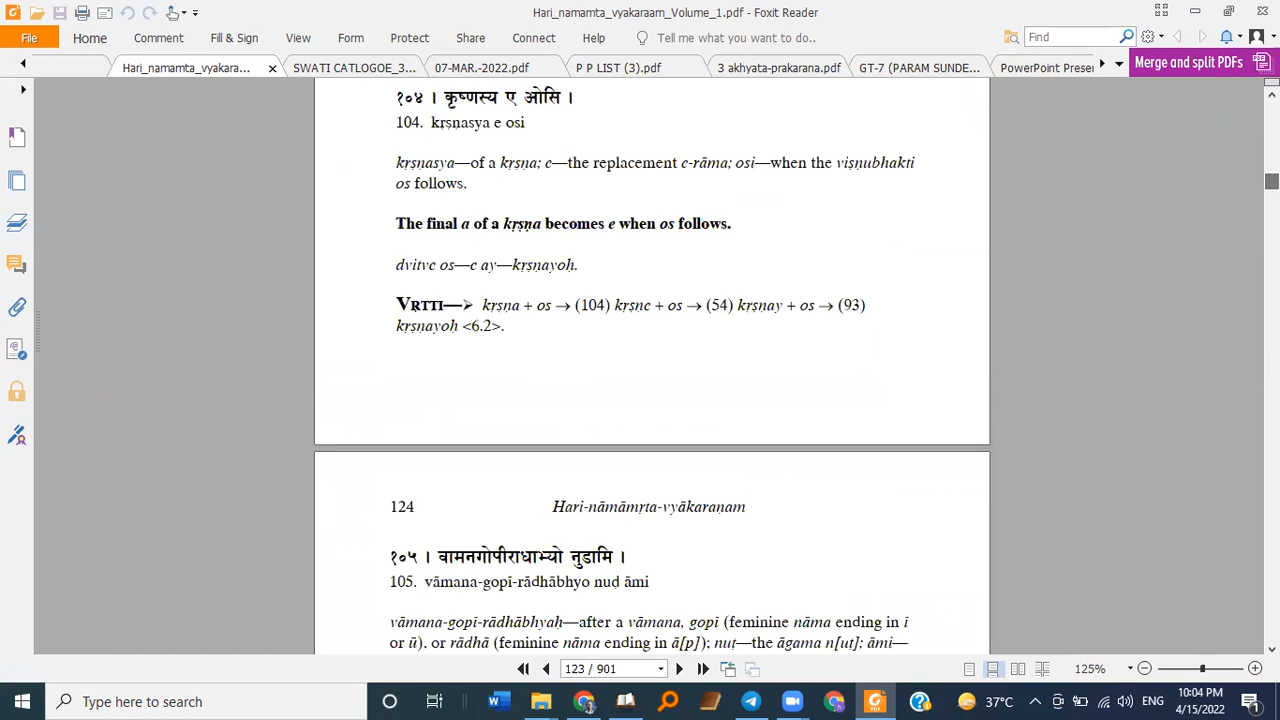 Hari_namamta_vyakaraam_Volume_1.pdf - Foxit Reader
File Home Comment Fill & Sign View Form Protect Share Connect Help Tell me what you want to do.. Find
Hari_namamta_vyakara... SWATI CATLOGOE_3... 07-MAR.-2022.pdf P P LIST (3).pdf 3 akhyata-prakarana.pdf GT-7 (PARAM SUNDE... PowerPoint Preser Merge and split PDFs
१०४ । कृष्णस्य ए ओसि ।
104. kṛṣṇasya e osi
kṛṣṇasya—of a kṛṣṇa; e—the replacement e-rāma; osi—when the viṣṇubhakti
os follows.
The final a of a kṛṣṇa becomes e when os follows.
dvitve os—e ay—kṛṣṇayoḥ.
VṚTTI—➢ kṛṣṇa + os → (104) kṛṣṇe + os → (54) kṛṣṇay + os → (93)
kṛṣṇayoḥ <6.2>.
124 Hari-nāmāmṛta-vyākaraṇam
१०५ । वामनगोपीराधाभ्यो नुडामि ।
105. vāmana-gopī-rādhābhyo nuḍ āmi
vāmana-gopī-rādhābhyaḥ—after a vāmana, gopī (feminine nāma ending in ī
or ū), or rādhā (feminine nāma ending in ā[p]); nuṭ—the āgama n[uṭ]; āmi—
123 / 901 125%
Type here to search 37°C ENG 10:04 PM 4/15/2022